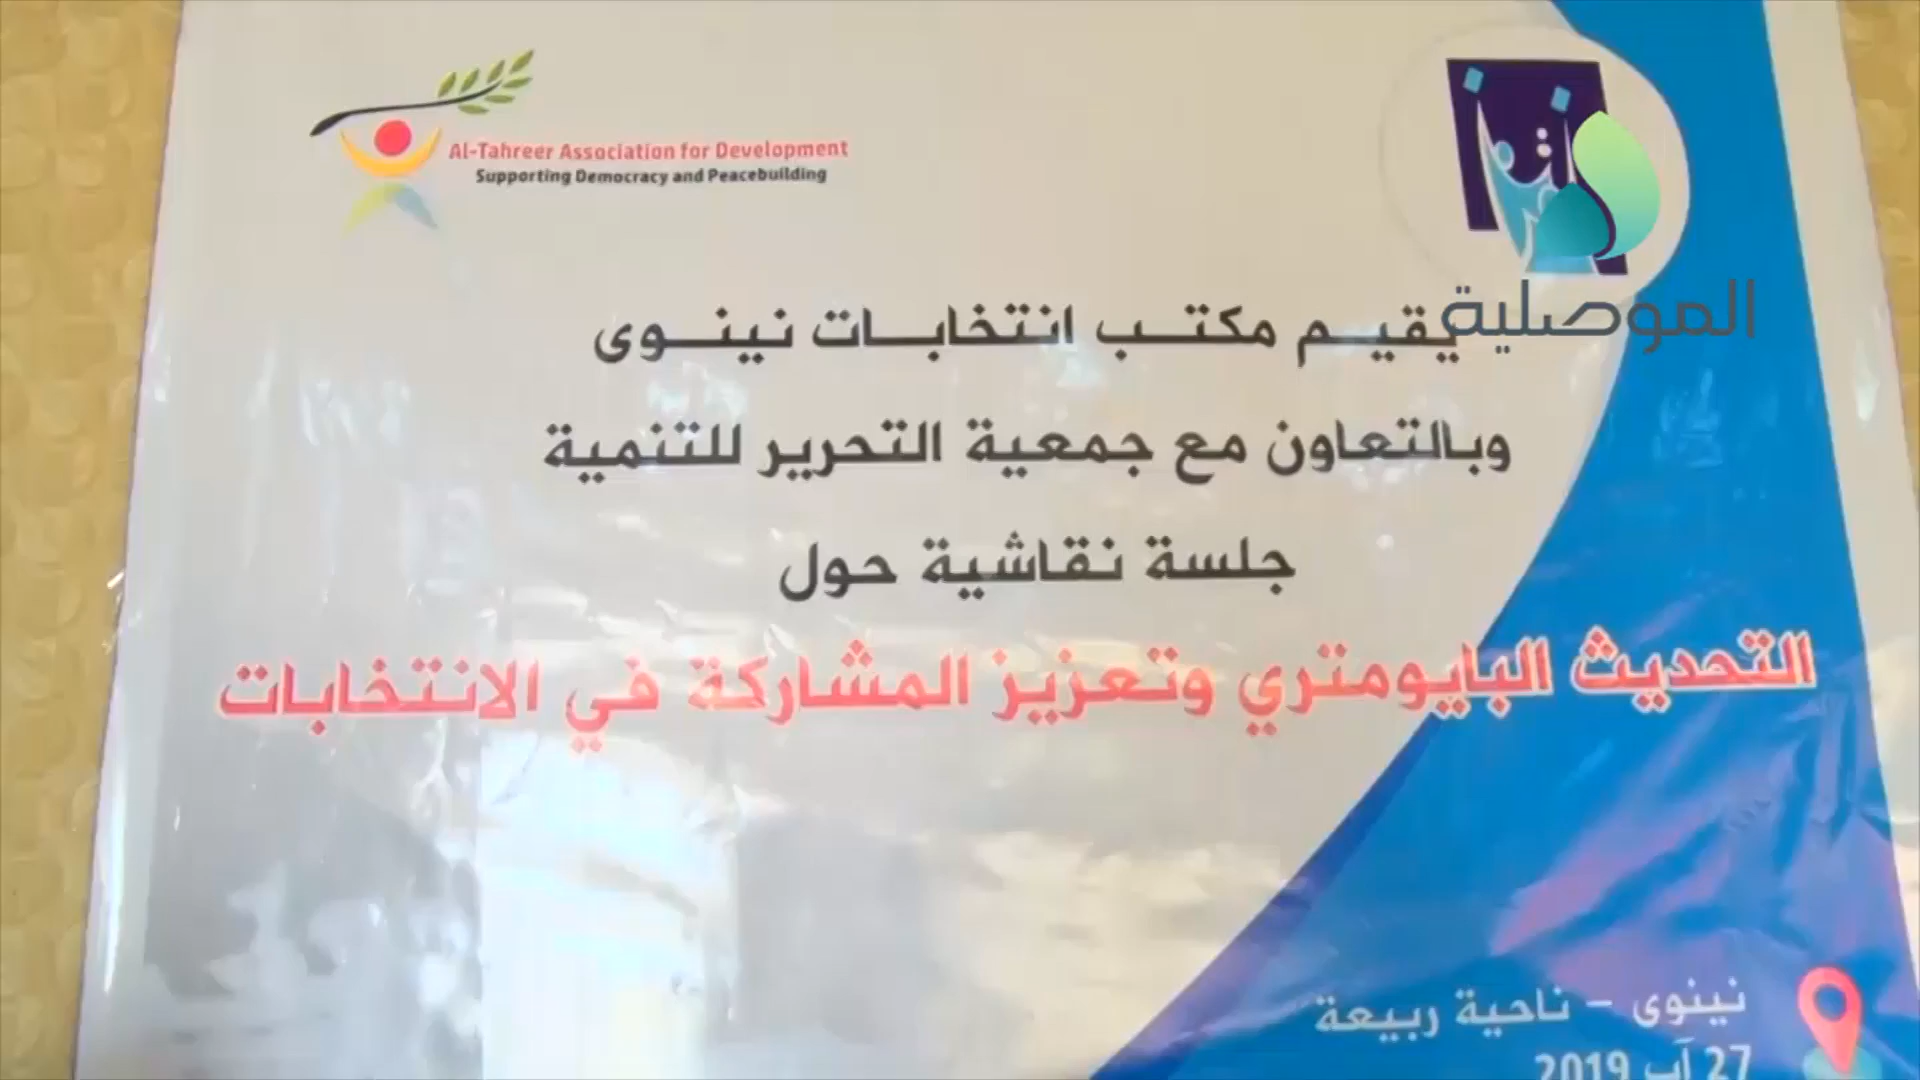 Al-Tahreer Association for Development
Supporting Democracy and Peacebuilding
الموصلية
يقيم مكتب انتخابات نينوى
وبالتعاون مع جمعية التحرير للتنمية
جلسة نقاشية حول
التحديث البايومتري وتعزيز المشاركة في الانتخابات
نينوى - ناحية ربيعة
27 آب 2019